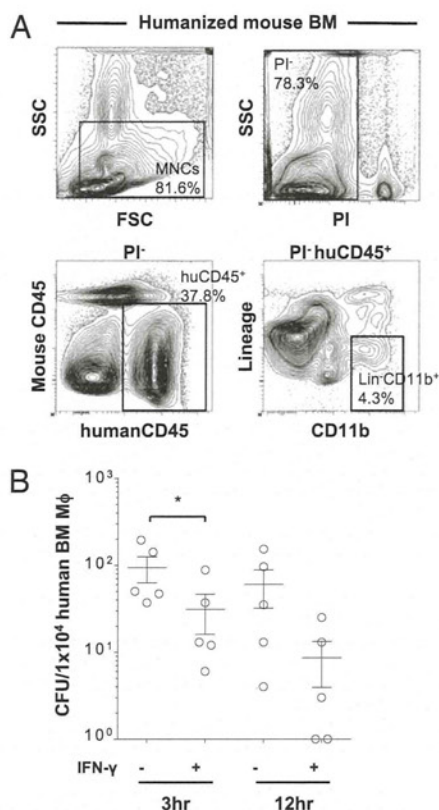 A
Humanized mouse BM
SSC
MNCs
81.6%
FSC
SSC
PI-
78.3%
PI
PI-
Mouse CD45
huCD45+
37.8%
humanCD45
PI-huCD45+
Lineage
Lin-CD11b+
4.3%
CD11b
B
CFU/1x10⁴ human BM Mϕ
10³
10²
10¹
10⁰
*
IFN-γ - + - +
3hr 12hr